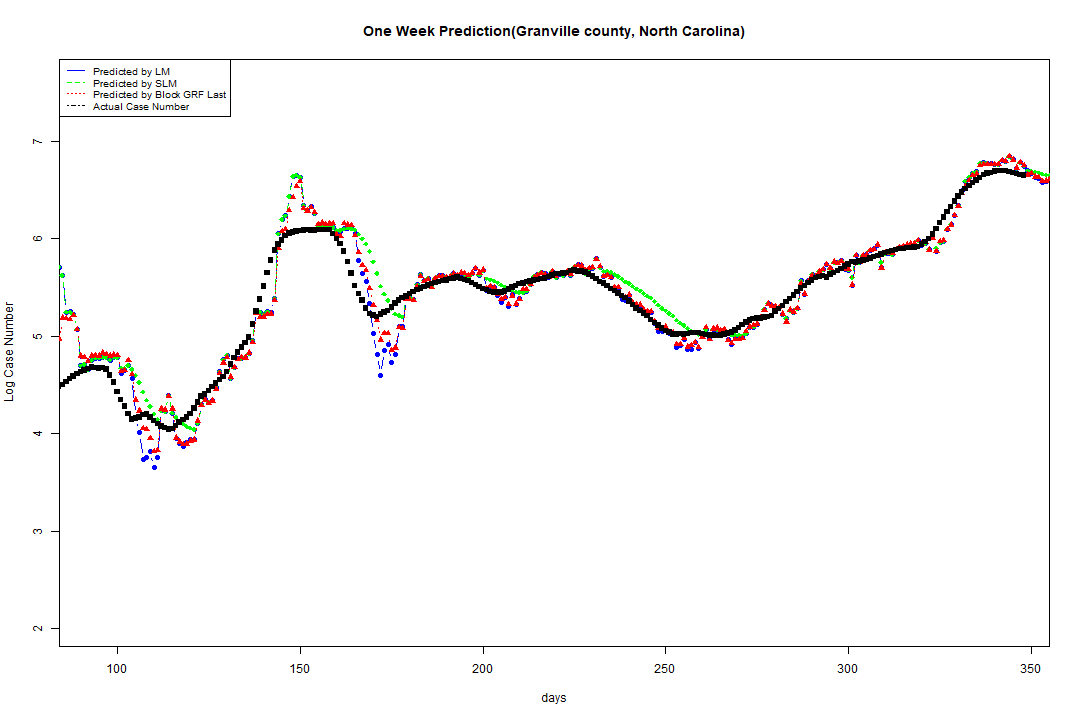 One Week Prediction(Granville county, North Carolina)
Predicted by LM
Predicted by SLM
Predicted by Block GRF Last
Actual Case Number
Log Case Number
7
6
5
4
3
2
100 150 200 250 300 350
days